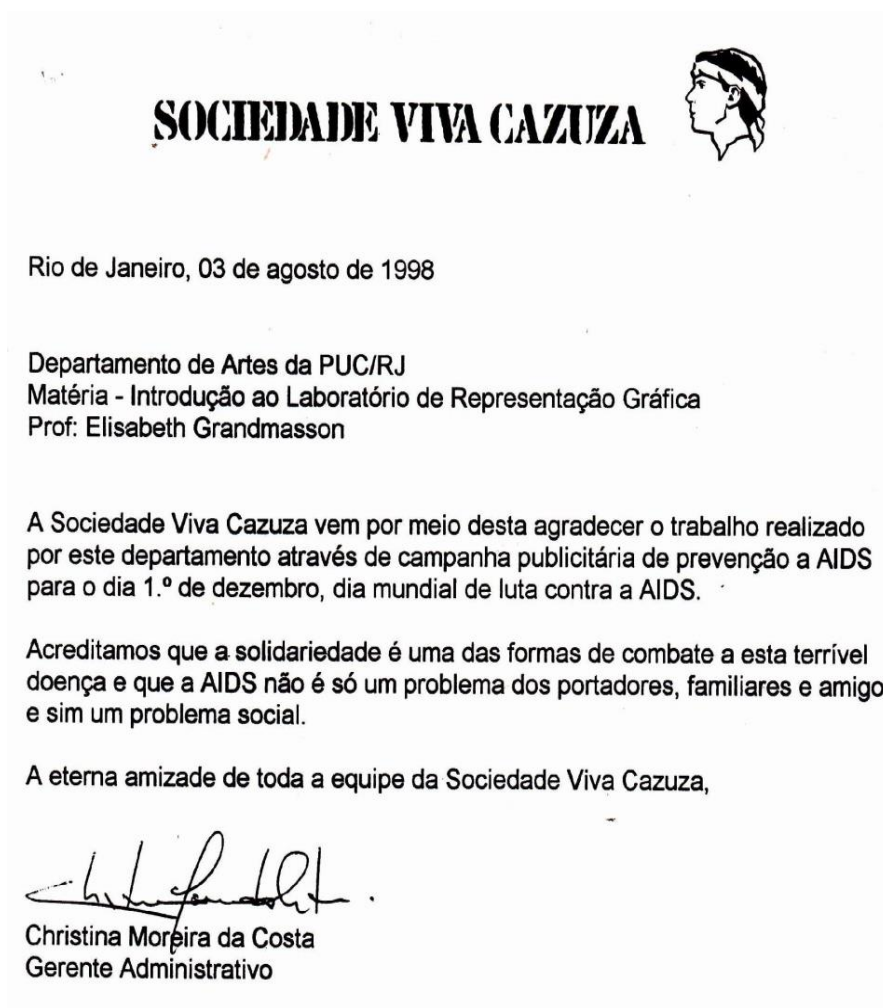 SOCIEDADE VIVA CAZUZA
Rio de Janeiro, 03 de agosto de 1998
Departamento de Artes da PUC/RJ
Matéria - Introdução ao Laboratório de Representação Gráfica
Prof: Elisabeth Grandmasson
A Sociedade Viva Cazuza vem por meio desta agradecer o trabalho realizado
por este departamento através de campanha publicitária de prevenção a AIDS
para o dia 1.º de dezembro, dia mundial de luta contra a AIDS.
Acreditamos que a solidariedade é uma das formas de combate a esta terrível
doença e que a AIDS não é só um problema dos portadores, familiares e amigo
e sim um problema social.
A eterna amizade de toda a equipe da Sociedade Viva Cazuza,
Christina Moreira da Costa
Gerente Administrativo